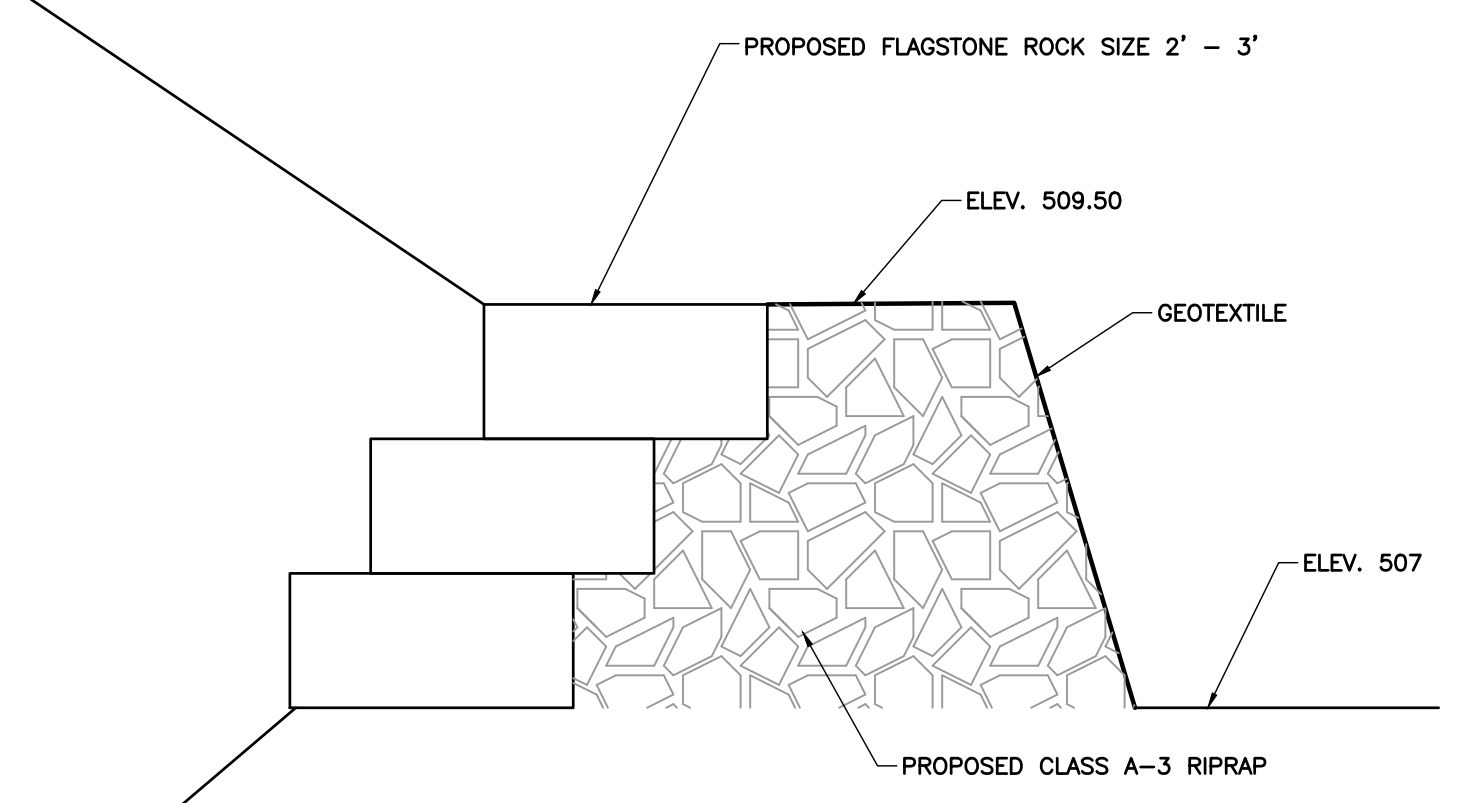 PROPOSED FLAGSTONE ROCK SIZE 2' - 3'
ELEV. 509.50
GEOTEXTILE
ELEV. 507
PROPOSED CLASS A-3 RIPRAP